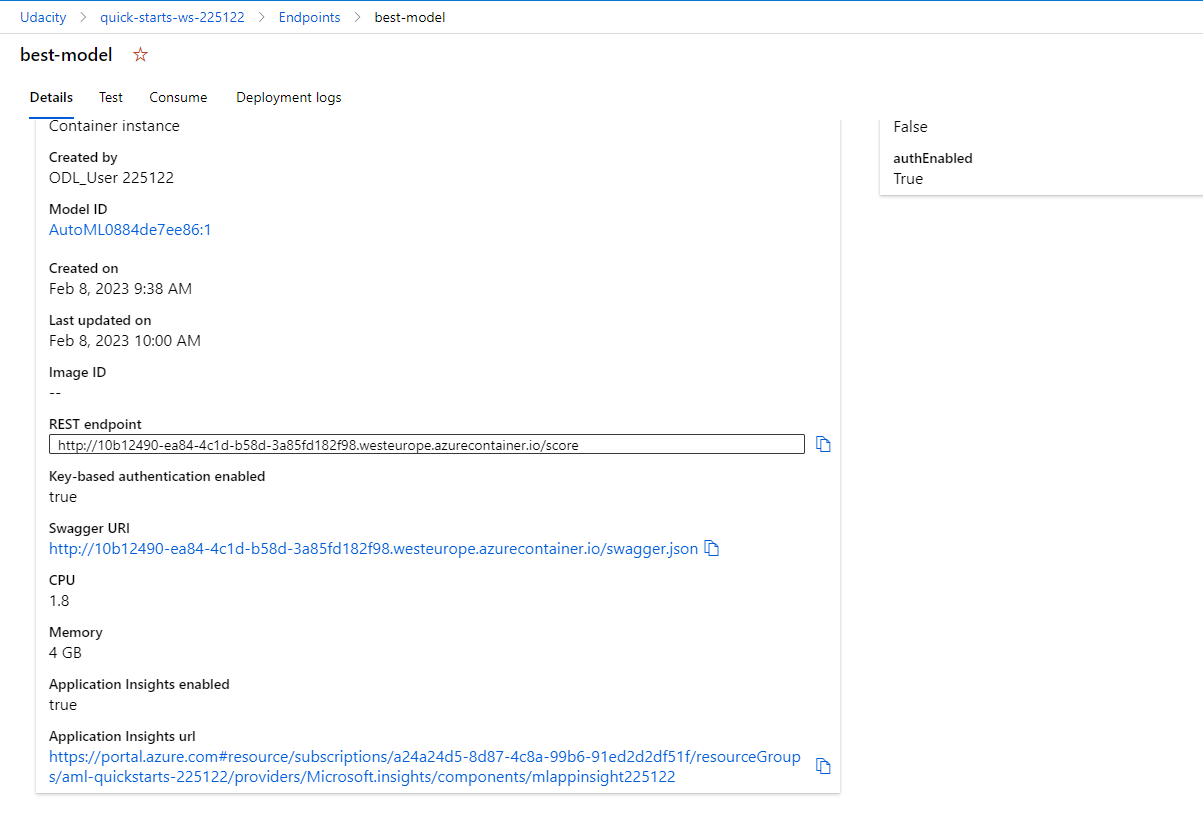 Udacity > quick-starts-ws-225122 > Endpoints > best-model
best-model
Details Test Consume Deployment logs
Container instance
Created by
ODL_User 225122
Model ID
AutoML0884de7ee86:1
Created on
Feb 8, 2023 9:38 AM
Last updated on
Feb 8, 2023 10:00 AM
Image ID
--
REST endpoint
http://10b12490-ea84-4c1d-b58d-3a85fd182f98.westeurope.azurecontainer.io/score
Key-based authentication enabled
true
Swagger URI
http://10b12490-ea84-4c1d-b58d-3a85fd182f98.westeurope.azurecontainer.io/swagger.json
CPU
1.8
Memory
4 GB
Application Insights enabled
true
Application Insights url
https://portal.azure.com#resource/subscriptions/a24a24d5-8d87-4c8a-99b6-91ed2d2df51f/resourceGroup
s/aml-quickstarts-225122/providers/Microsoft.insights/components/mlappinsight225122
False
authEnabled
True